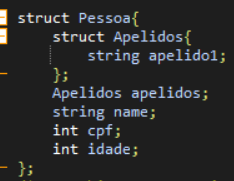 struct Pessoa{
struct Apelidos{
string apelido1;
};
Apelidos apelidos;
string name;
int cpf;
int idade;
};